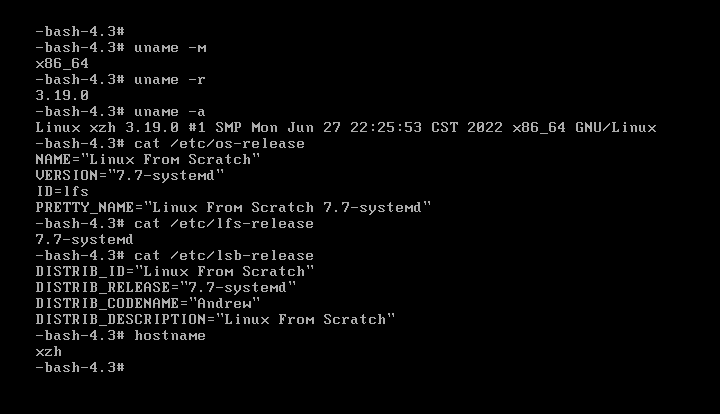 -bash-4.3#
-bash-4.3# uname -m
x86_64
-bash-4.3# uname -r
3.19.0
-bash-4.3# uname -a
Linux xzh 3.19.0 #1 SMP Mon Jun 27 22:25:53 CST 2022 x86_64 GNU/Linux
-bash-4.3# cat /etc/os-release
NAME="Linux From Scratch"
VERSION="7.7-systemd"
ID=lfs
PRETTY_NAME="Linux From Scratch 7.7-systemd"
-bash-4.3# cat /etc/lfs-release
7.7-systemd
-bash-4.3# cat /etc/lsb-release
DISTRIB_ID="Linux From Scratch"
DISTRIB_RELEASE="7.7-systemd"
DISTRIB_CODENAME="Andrew"
DISTRIB_DESCRIPTION="Linux From Scratch"
-bash-4.3# hostname
xzh
-bash-4.3#